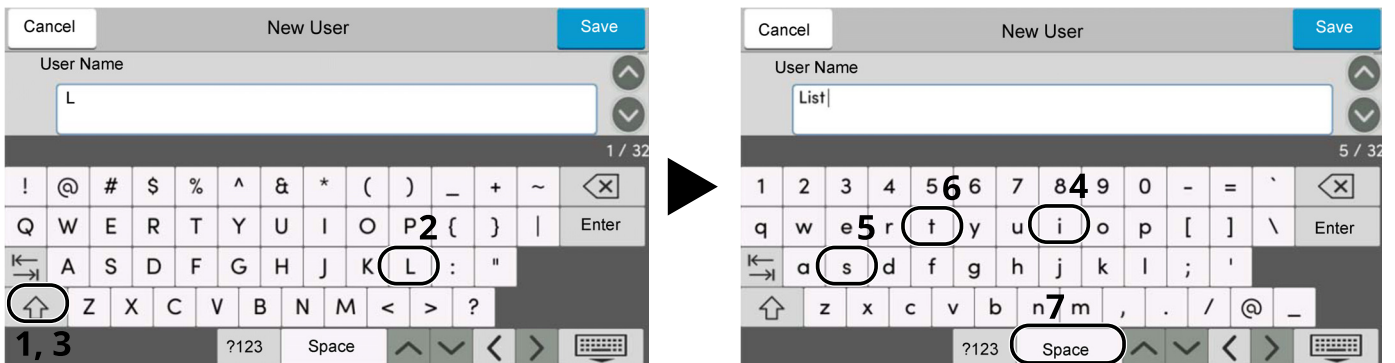 Cancel New User Save
User Name
L
1 / 32
! @ # $ % ^ & * ( ) _ + ~
Q W E R T Y U I O P 2 { } | Enter
A S D F G H J K L : "
Z X C V B N M < > ?
1, 3 ?123 Space
Cancel New User Save
User Name
List
5 / 32
1 2 3 4 5 6 6 7 8 4 9 0 - = `
q w e 5 r t y u i o p [ ] \ Enter
a s d f g h j k l ; '
z x c v b n 7 m , . / @ _
?123 Space